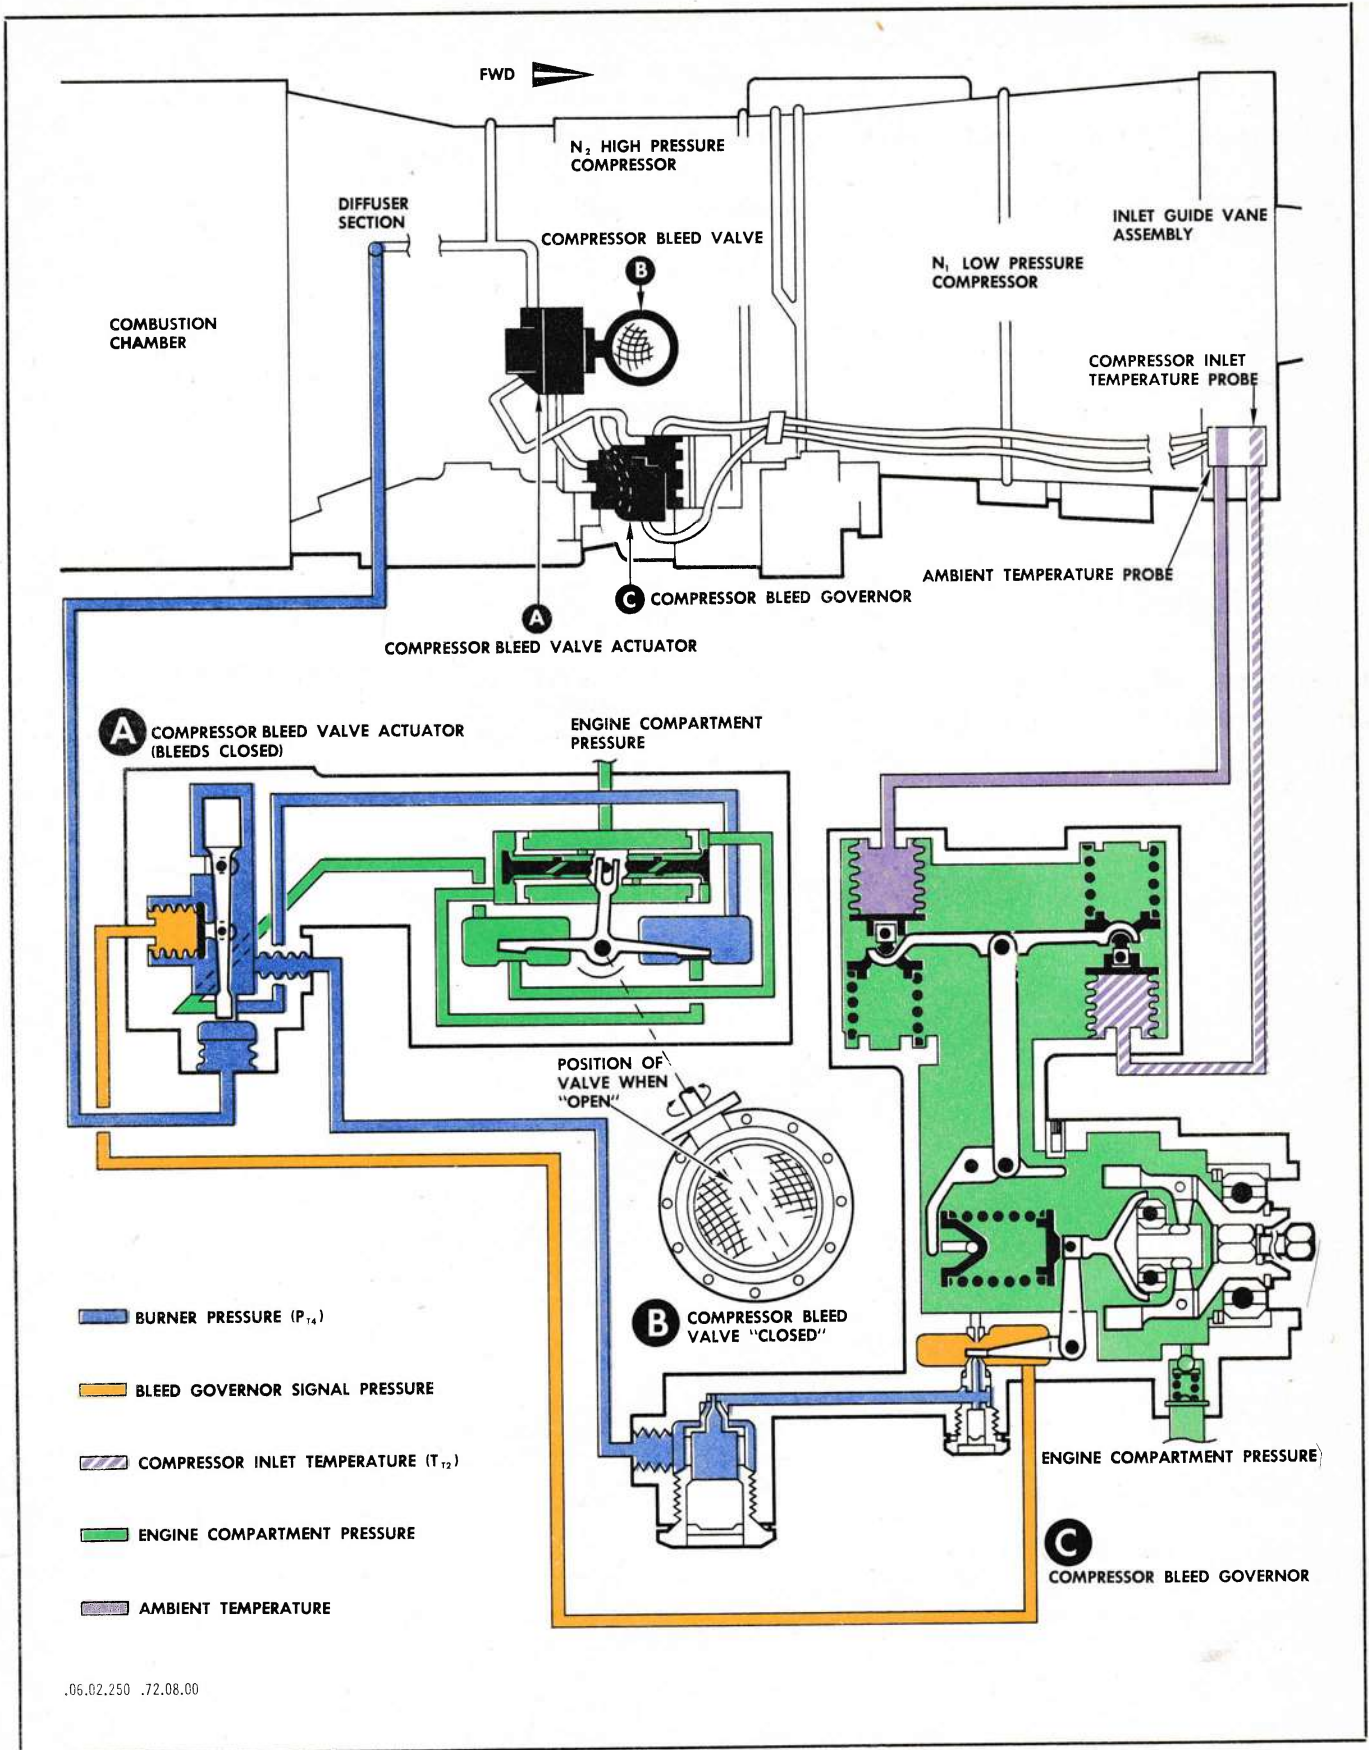 FWD
N₂ HIGH PRESSURE
COMPRESSOR
DIFFUSER
SECTION
COMPRESSOR BLEED VALVE
B
INLET GUIDE VANE
ASSEMBLY
N₁ LOW PRESSURE
COMPRESSOR
COMBUSTION
CHAMBER
COMPRESSOR INLET
TEMPERATURE PROBE
AMBIENT TEMPERATURE PROBE
C COMPRESSOR BLEED GOVERNOR
A
COMPRESSOR BLEED VALVE ACTUATOR
A COMPRESSOR BLEED VALVE ACTUATOR
(BLEEDS CLOSED)
ENGINE COMPARTMENT
PRESSURE
POSITION OF
VALVE WHEN
"OPEN"
B COMPRESSOR BLEED
VALVE "CLOSED"
BURNER PRESSURE (PT4)
BLEED GOVERNOR SIGNAL PRESSURE
COMPRESSOR INLET TEMPERATURE (TT2)
ENGINE COMPARTMENT PRESSURE
AMBIENT TEMPERATURE
ENGINE COMPARTMENT PRESSURE
C
COMPRESSOR BLEED GOVERNOR
.06.02.250 .72.08.00